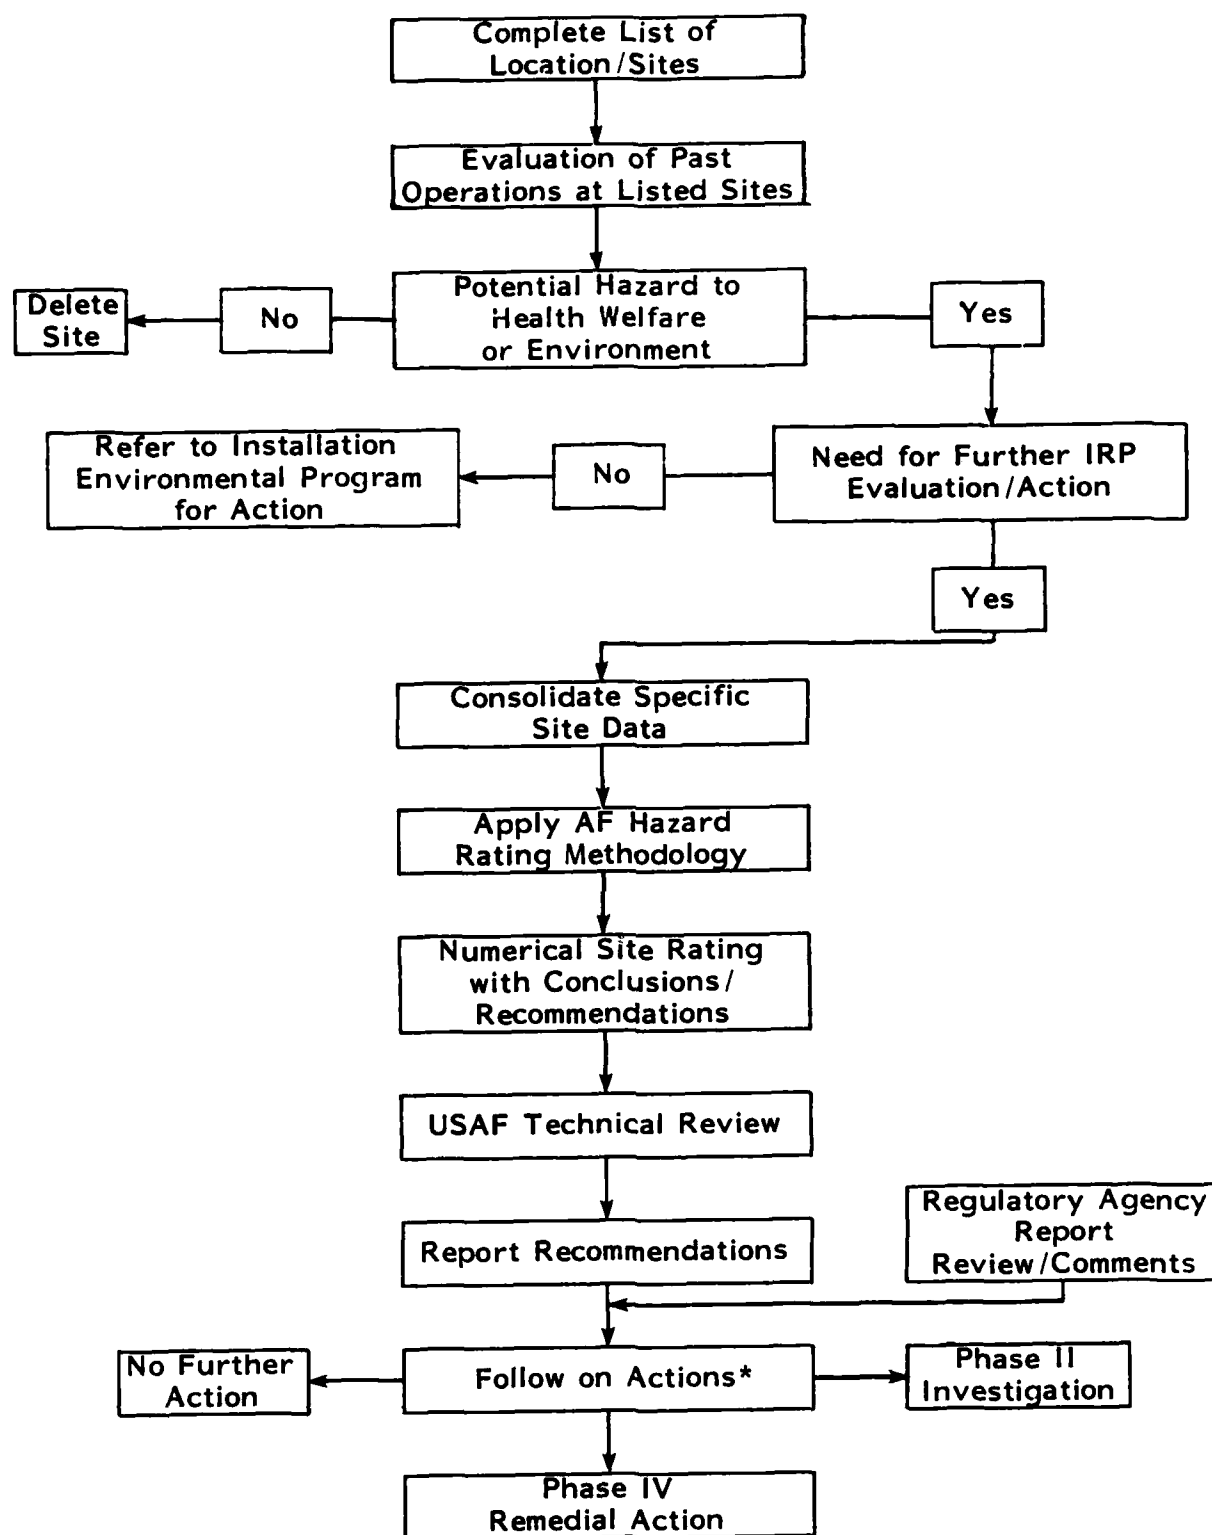 Complete List of
Location/Sites
Evaluation of Past
Operations at Listed Sites
Potential Hazard to
Health Welfare
or Environment
No
Delete
Site
Yes
Need for Further IRP
Evaluation/Action
No
Refer to Installation
Environmental Program
for Action
Yes
Consolidate Specific
Site Data
Apply AF Hazard
Rating Methodology
Numerical Site Rating
with Conclusions/
Recommendations
USAF Technical Review
Report Recommendations
Regulatory Agency
Report
Review/Comments
Follow on Actions*
No Further
Action
Phase II
Investigation
Phase IV
Remedial Action